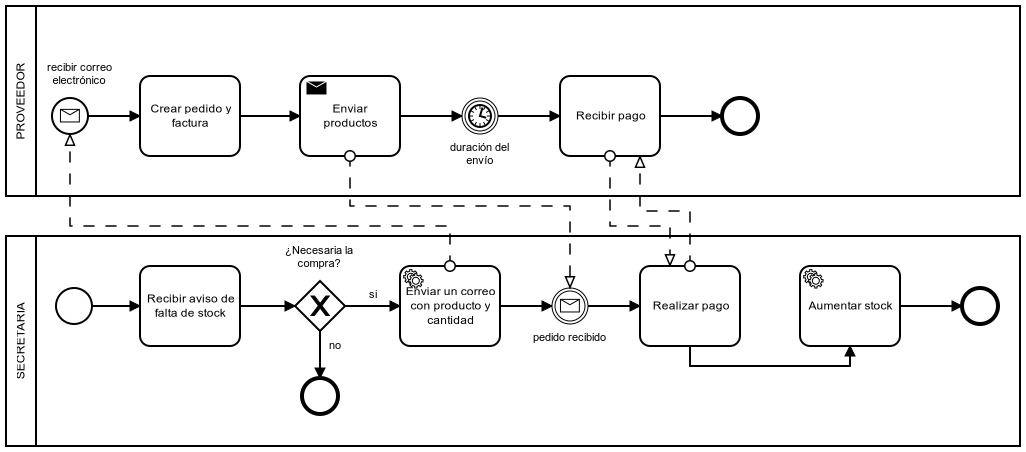 PROVEEDOR
recibir correo
electrónico
Crear pedido y
factura
Enviar
productos
duración del
envío
Recibir pago
SECRETARIA
Recibir aviso de
falta de stock
¿Necesaria la
compra?
si
no
Enviar un correo
con producto y
cantidad
pedido recibido
Realizar pago
Aumentar stock